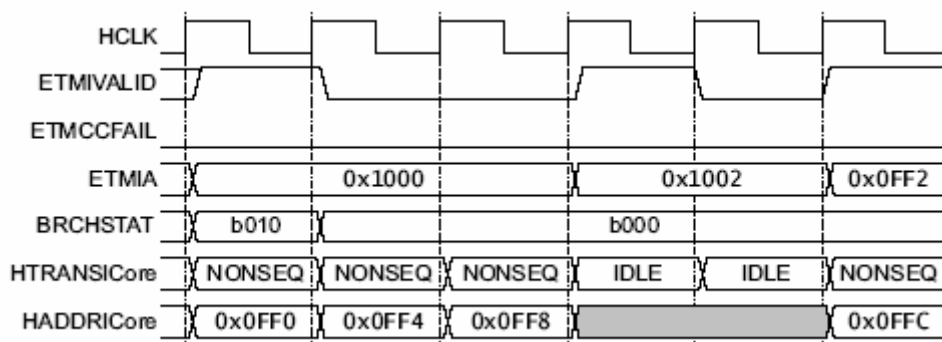 HCLK
ETMIVALID
ETMCCFAIL
ETMIA 0x1000 0x1002 0x0FF2
BRCHSTAT b010 b000
HTRANSICore NONSEQ NONSEQ NONSEQ IDLE IDLE NONSEQ
HADDRICore 0x0FF0 0x0FF4 0x0FF8 0x0FFC